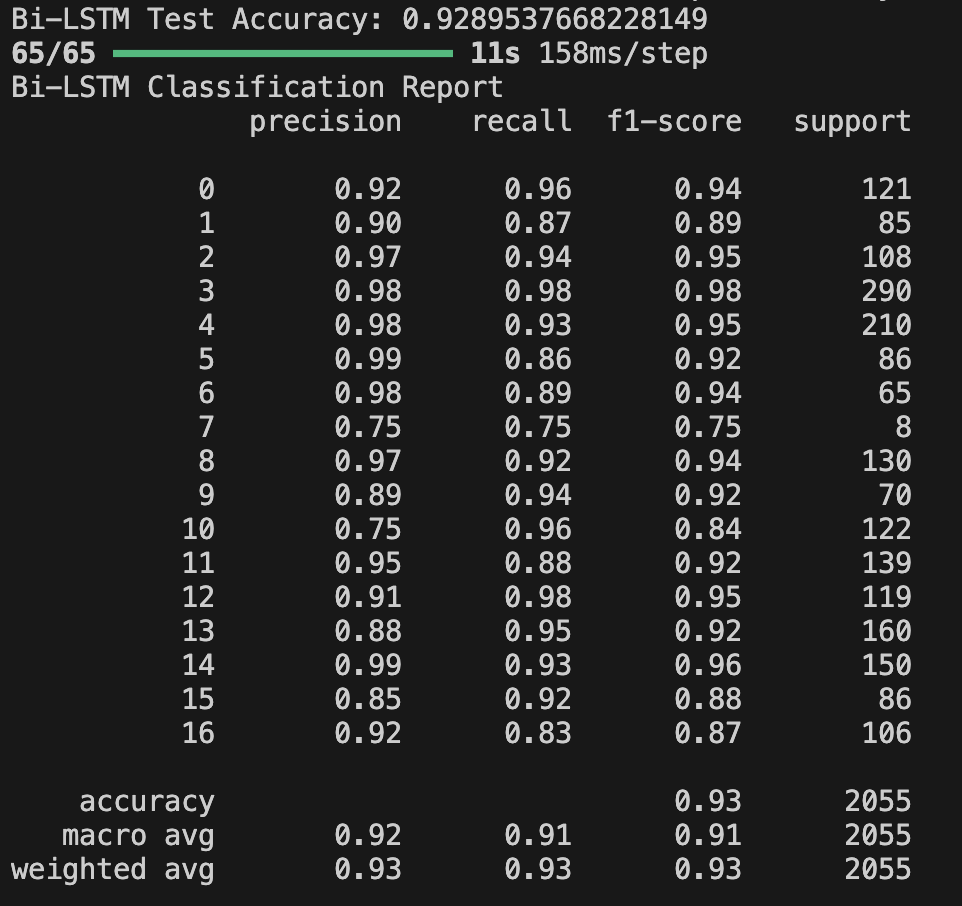 Bi-LSTM Test Accuracy: 0.9289537668228149
65/65 11s 158ms/step
Bi-LSTM Classification Report
precision recall f1-score support
0 0.92 0.96 0.94 121
1 0.90 0.87 0.89 85
2 0.97 0.94 0.95 108
3 0.98 0.98 0.98 290
4 0.98 0.93 0.95 210
5 0.99 0.86 0.92 86
6 0.98 0.89 0.94 65
7 0.75 0.75 0.75 8
8 0.97 0.92 0.94 130
9 0.89 0.94 0.92 70
10 0.75 0.96 0.84 122
11 0.95 0.88 0.92 139
12 0.91 0.98 0.95 119
13 0.88 0.95 0.92 160
14 0.99 0.93 0.96 150
15 0.85 0.92 0.88 86
16 0.92 0.83 0.87 106
accuracy 0.93 2055
macro avg 0.92 0.91 0.91 2055
weighted avg 0.93 0.93 0.93 2055